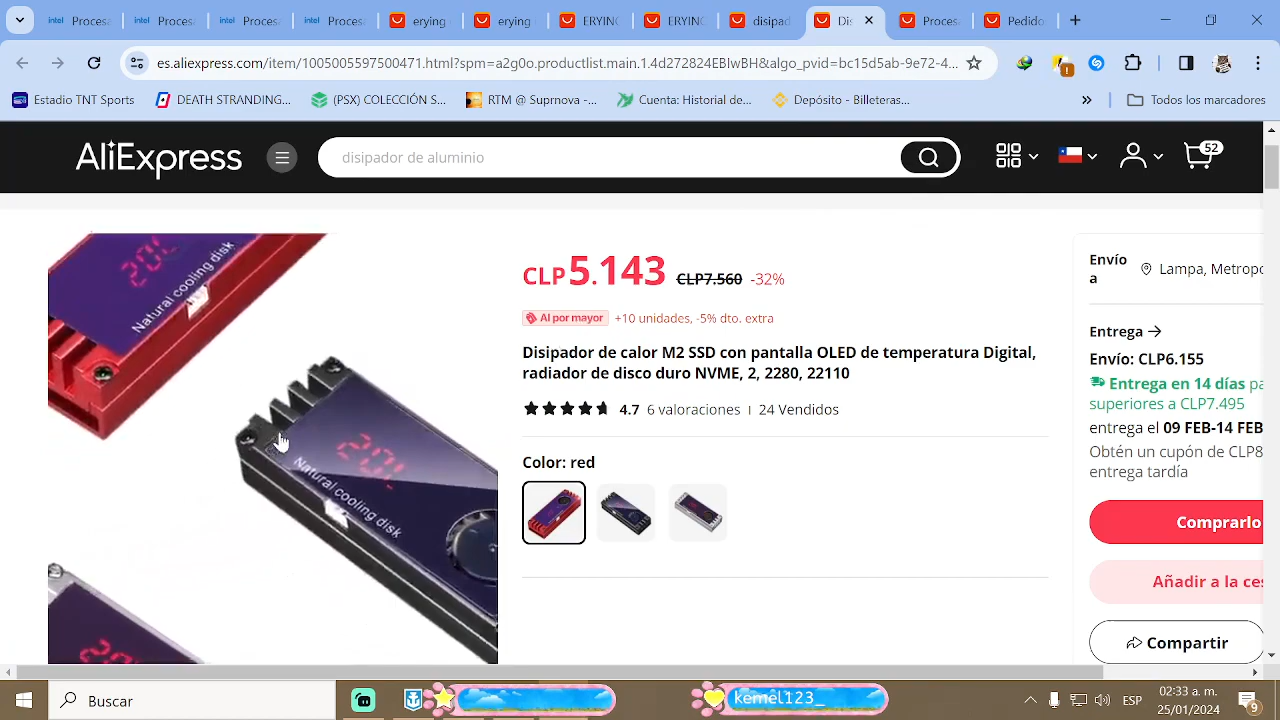 Proces
Proces
Proces
Proces
erying
erying
ERYING
ERYING
disipad
Di
Proces
Pedido
es.aliexpress.com/item/1005005597500471.html?spm=a2g0o.productlist.main.1.4d272824EBlwBH&algo_pvid=bc15d5ab-9e72-4...
Estadio TNT Sports
DEATH STRANDING...
(PSX) COLECCIÓN S...
RTM @ Suprnova -...
Cuenta: Historial de...
Depósito - Billetera...
Todos los marcadores
AliExpress
disipador de aluminio
52
Natural cooling disk
Natural cooling disk
CLP5.143 CLP7.560 -32%
Al por mayor +10 unidades, -5% dto. extra
Disipador de calor M2 SSD con pantalla OLED de temperatura Digital,
radiador de disco duro NVME, 2, 2280, 22110
4.7 6 valoraciones 24 Vendidos
Color: red
Envío
a
Lampa, Metropo
Entrega
Envío: CLP6.155
Entrega en 14 días pa
superiores a CLP7.495
entrega el 09 FEB-14 FEB
Obtén un cupón de CLP8
entrega tardía
Comprarlo
Añadir a la ces
Compartir
Buscar
kemel123_
ESP
02:33 a. m.
25/01/2024
9